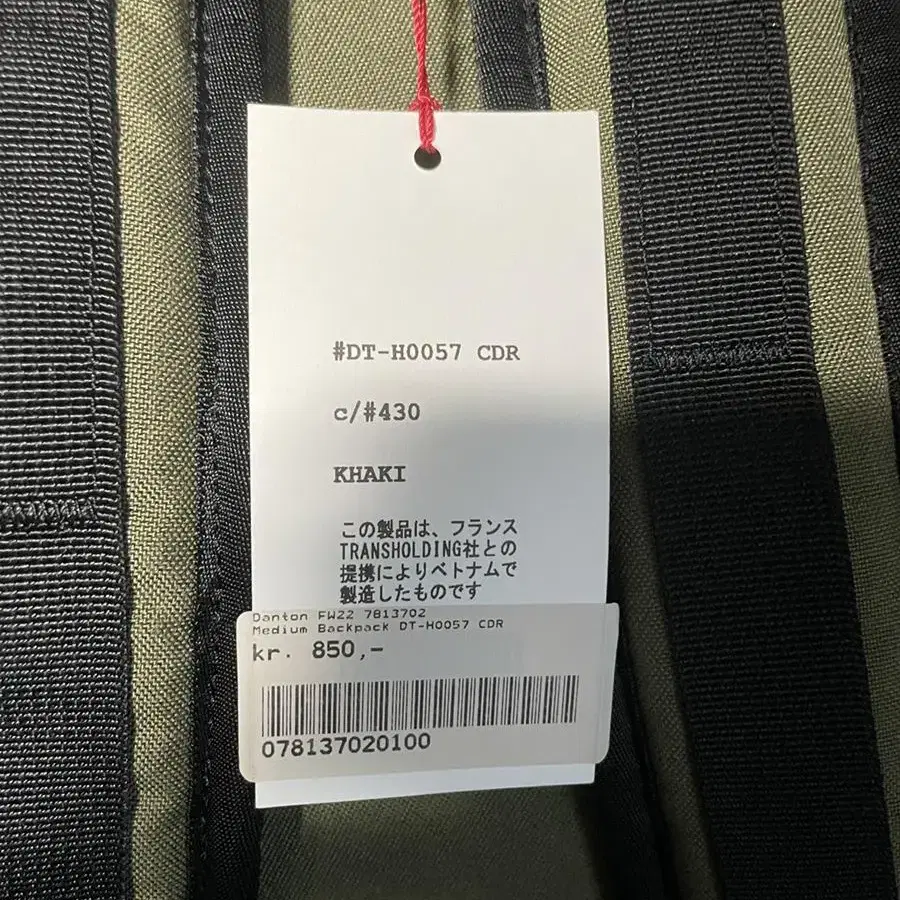 #DT-H0057 CDR
c/#430
KHAKI
この製品は、フランス
TRANSHOLDING社との
提携によりベトナムで
製造したものです
Danton FW22 7813702
Medium Backpack DT-H0057 CDR
kr. 850,-
078137020100